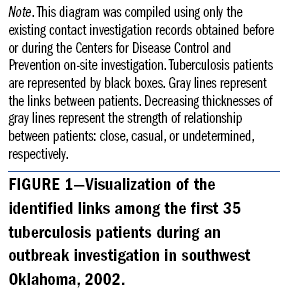 Note. This diagram was compiled using only the
existing contact investigation records obtained before
or during the Centers for Disease Control and
Prevention on-site investigation. Tuberculosis patients
are represented by black boxes. Gray lines represent
the links between patients. Decreasing thicknesses of
gray lines represent the strength of relationship
between patients: close, casual, or undetermined,
respectively.
FIGURE 1—Visualization of the
identified links among the first 35
tuberculosis patients during an
outbreak investigation in southwest
Oklahoma, 2002.